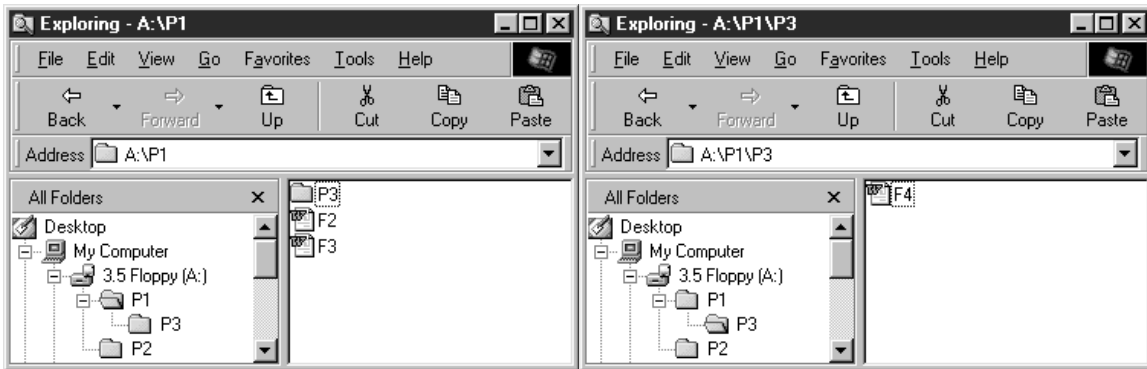 Exploring - A:\P1
File Edit View Go Favorites Tools Help
Back Forward Up Cut Copy Paste
Address A:\P1
All Folders
Desktop
My Computer
3.5 Floppy (A:)
P1
P3
P2
P3
F2
F3
Exploring - A:\P1\P3
File Edit View Go Favorites Tools Help
Back Forward Up Cut Copy Paste
Address A:\P1\P3
All Folders
Desktop
My Computer
3.5 Floppy (A:)
P1
P3
P2
F4